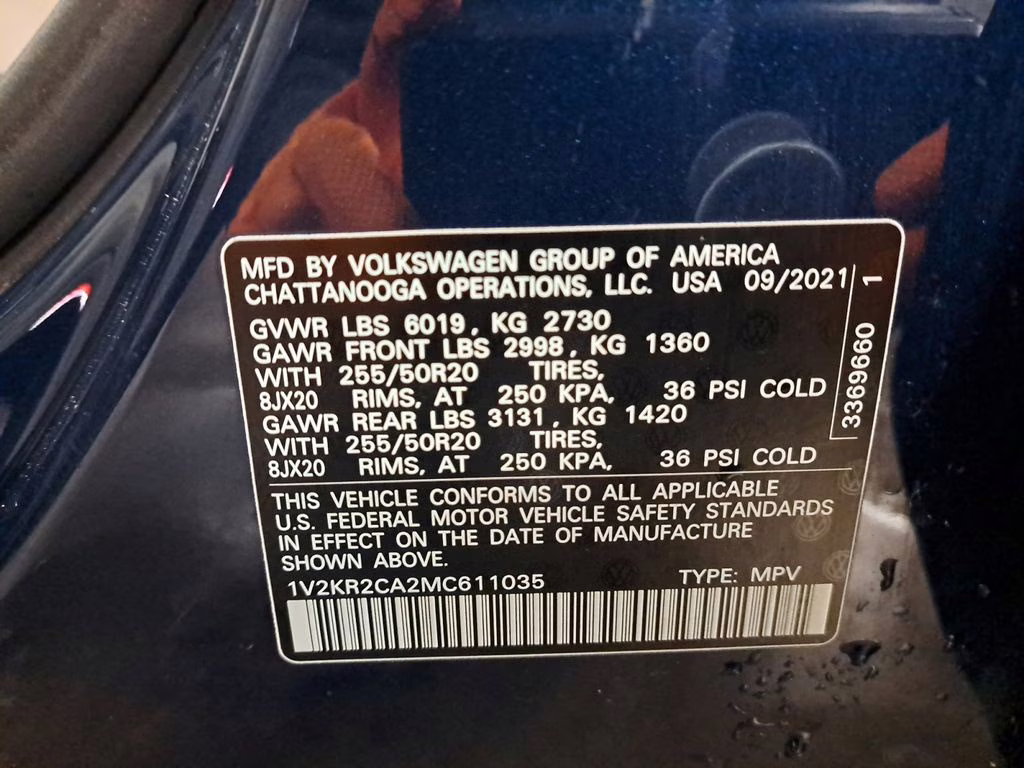 MFD BY VOLKSWAGEN GROUP OF AMERICA
CHATTANOOGA OPERATIONS, LLC. USA 09/2021
GVWR LBS 6019, KG 2730
GAWR FRONT LBS 2998, KG 1360
WITH 255/50R20 TIRES,
8JX20 RIMS, AT 250 KPA, 36 PSI COLD
GAWR REAR LBS 3131, KG 1420
WITH 255/50R20 TIRES,
8JX20 RIMS, AT 250 KPA, 36 PSI COLD
3369660 1
THIS VEHICLE CONFORMS TO ALL APPLICABLE
U.S. FEDERAL MOTOR VEHICLE SAFETY STANDARDS
IN EFFECT ON THE DATE OF MANUFACTURE
SHOWN ABOVE.
1V2KR2CA2MC611035 TYPE: MPV